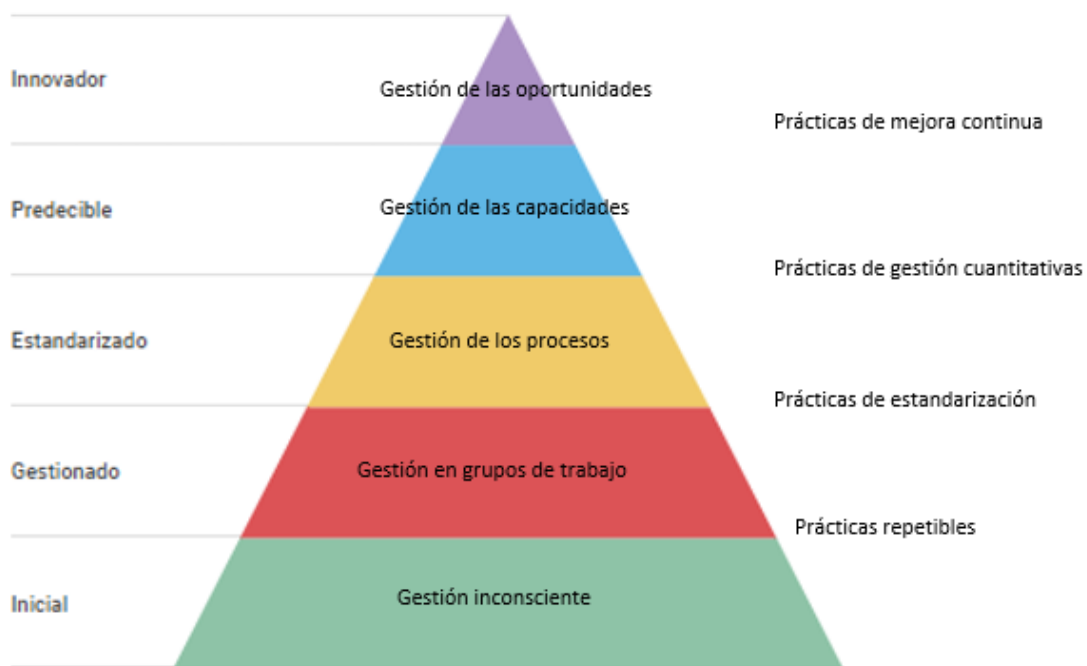 Innovador
Gestión de las oportunidades
Prácticas de mejora continua
Predecible
Gestión de las capacidades
Prácticas de gestión cuantitativas
Estandarizado
Gestión de los procesos
Prácticas de estandarización
Gestionado
Gestión en grupos de trabajo
Prácticas repetibles
Inicial
Gestión inconsciente